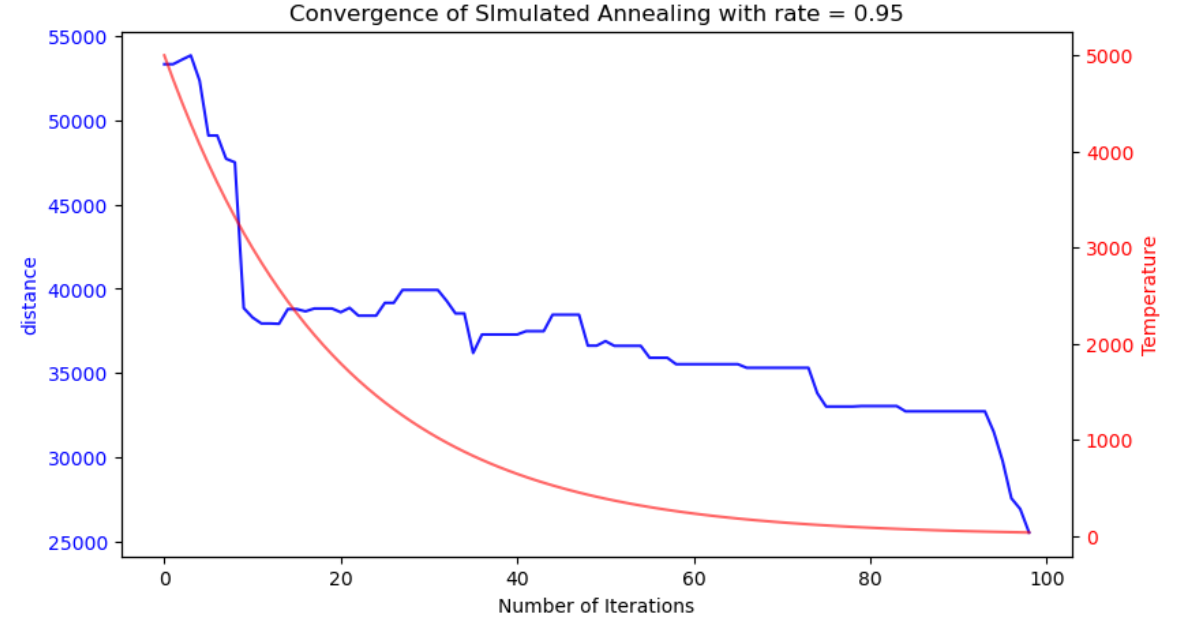 Convergence of SImulated Annealing with rate = 0.95
55000
50000
45000
40000
35000
30000
25000
distance
5000
4000
3000
2000
1000
0
Temperature
0 20 40 60 80 100
Number of Iterations